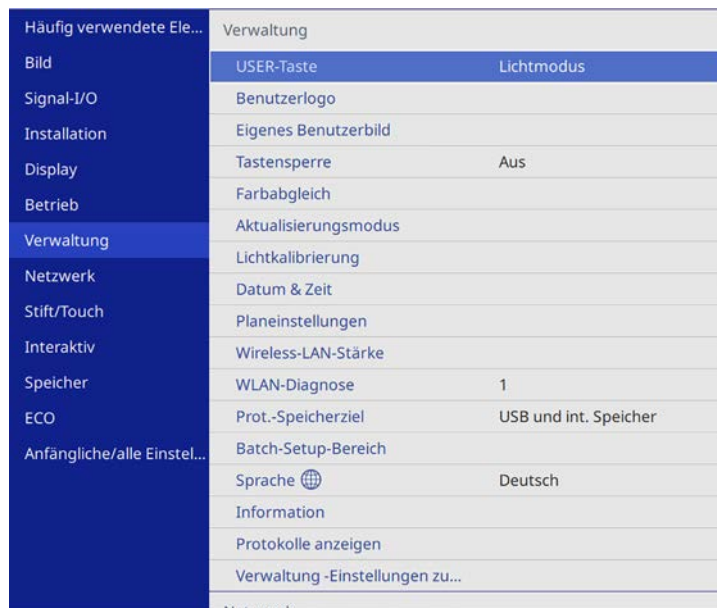 Häufig verwendete Ele...
Bild
Signal-I/O
Installation
Display
Betrieb
Verwaltung
Netzwerk
Stift/Touch
Interaktiv
Speicher
ECO
Anfängliche/alle Einstel...
Verwaltung
USER-Taste Lichtmodus
Benutzerlogo
Eigenes Benutzerbild
Tastensperre Aus
Farbabgleich
Aktualisierungsmodus
Lichtkalibrierung
Datum & Zeit
Planeinstellungen
Wireless-LAN-Stärke
WLAN-Diagnose 1
Prot.-Speicherziel USB und int. Speicher
Batch-Setup-Bereich
Sprache Deutsch
Information
Protokolle anzeigen
Verwaltung -Einstellungen zu...